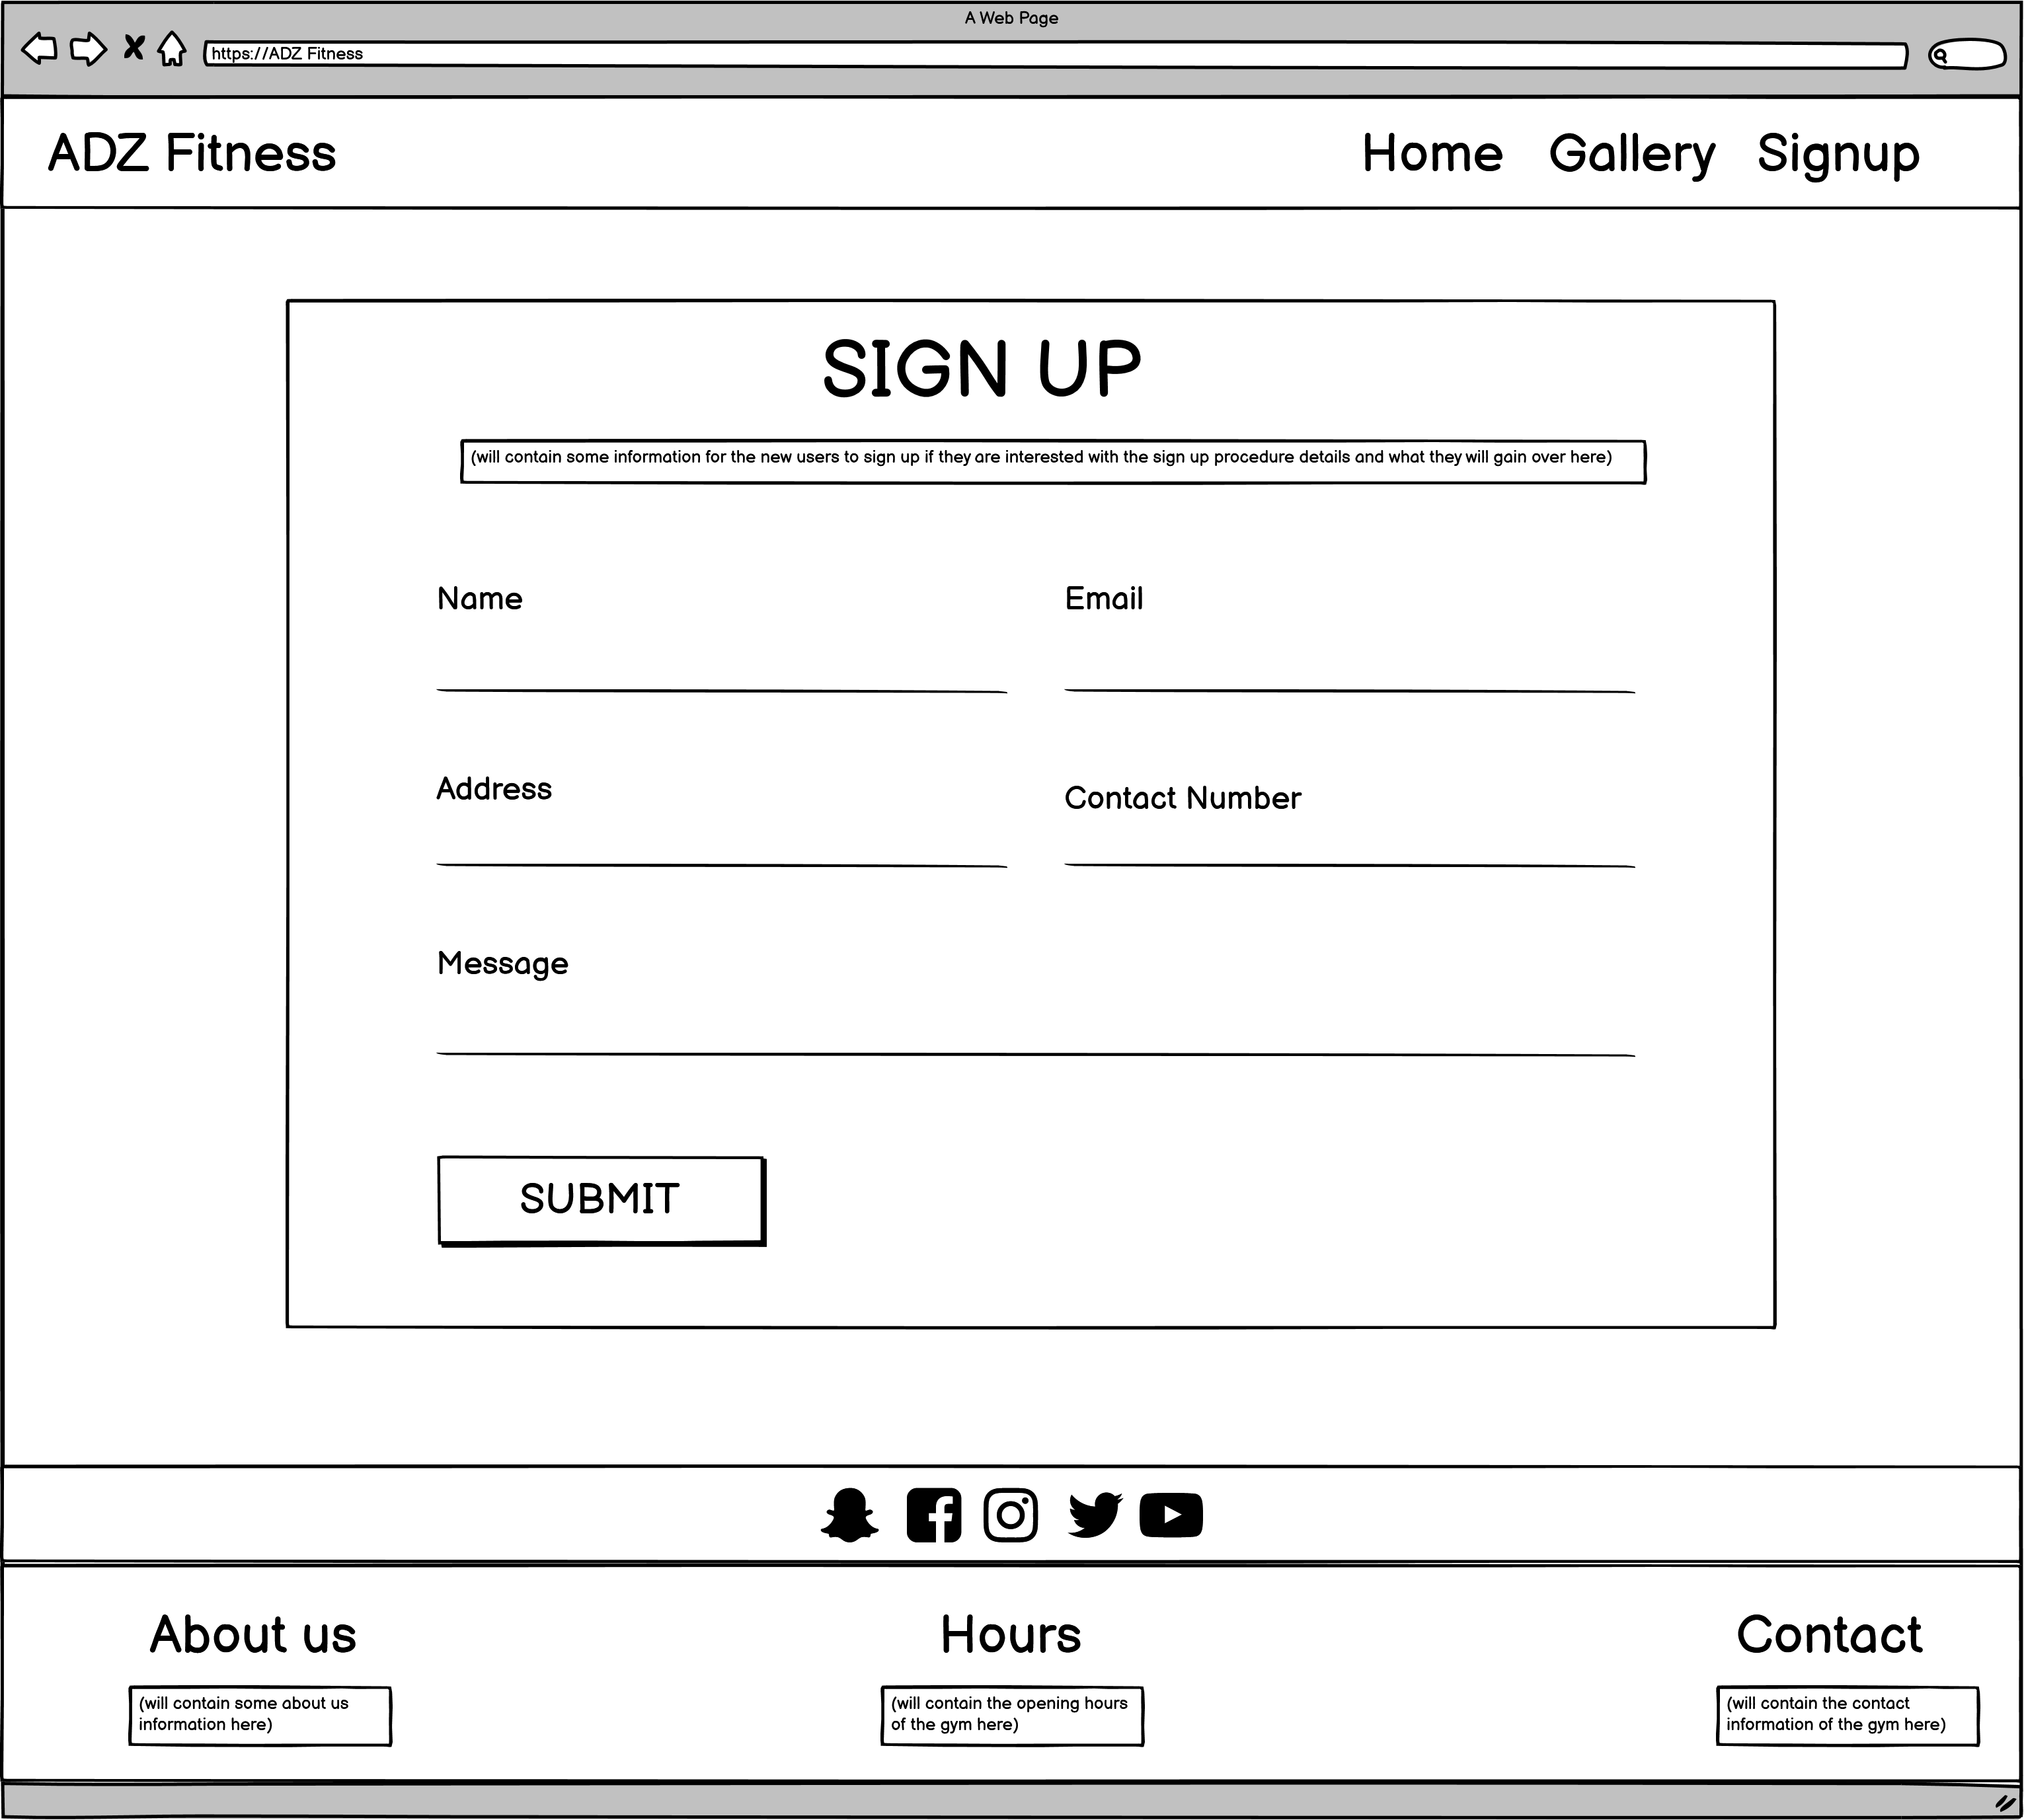 A Web Page
https://ADZ Fitness
ADZ Fitness
Home Gallery Signup
SIGN UP
(will contain some information for the new users to sign up if they are interested with the sign up procedure details and what they will gain over here)
Name
Email
Address
Contact Number
Message
SUBMIT
About us
(will contain some about us
information here)
Hours
(will contain the opening hours
of the gym here)
Contact
(will contain the contact
information of the gym here)